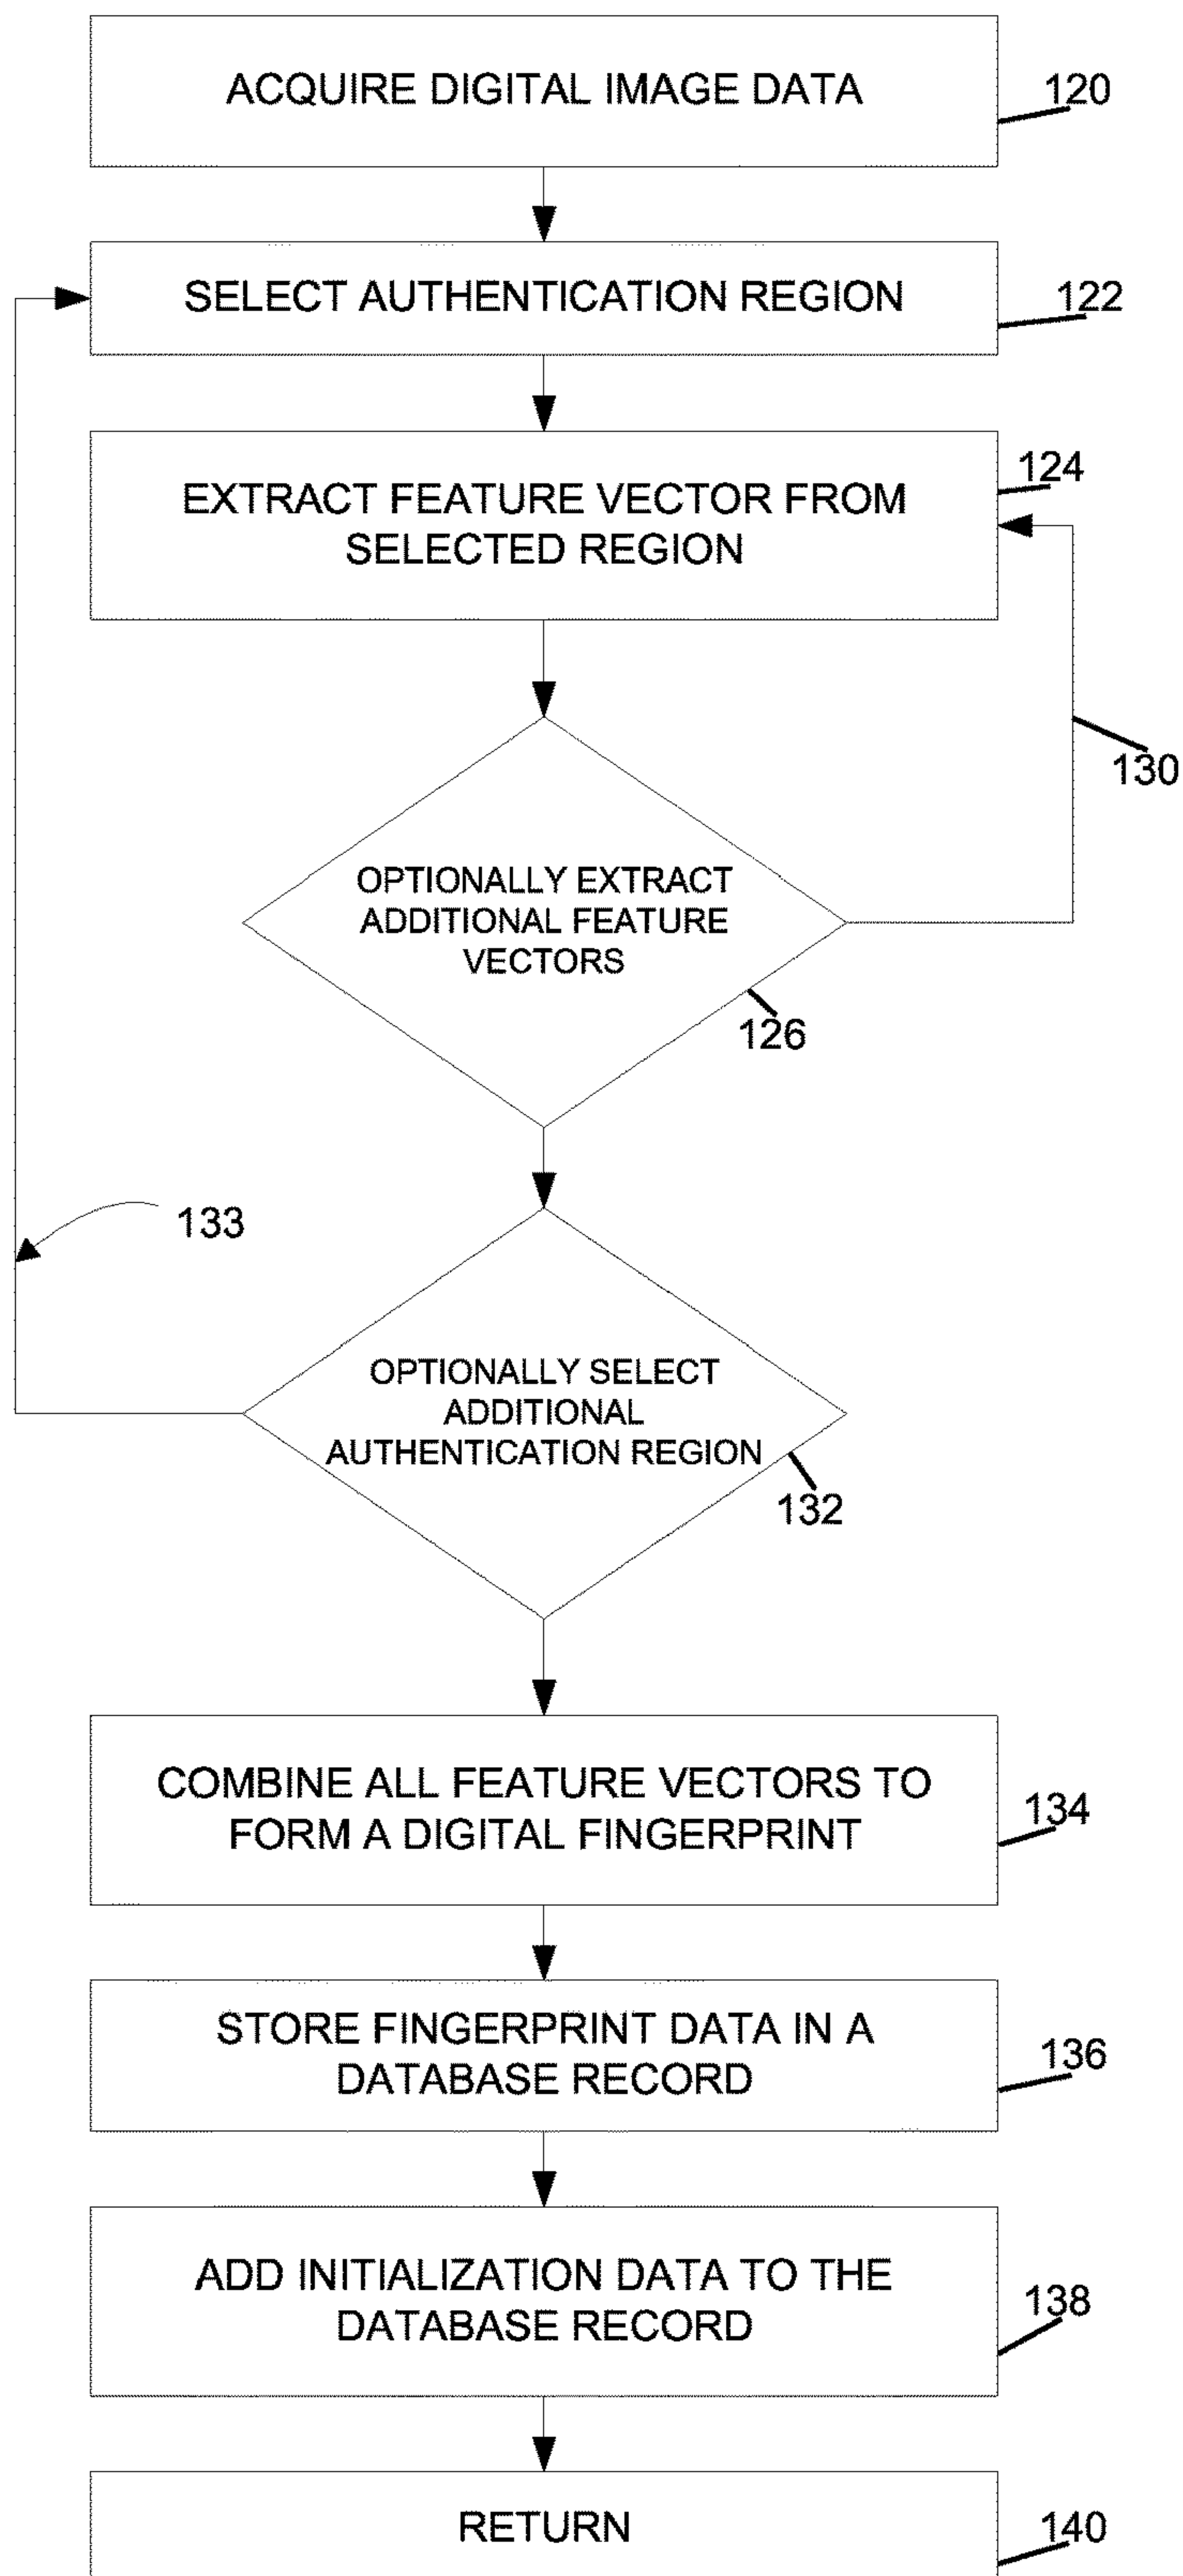 ACQUIRE DIGITAL IMAGE DATA
120
SELECT AUTHENTICATION REGION
122
EXTRACT FEATURE VECTOR FROM
SELECTED REGION
124
130
OPTIONALLY EXTRACT
ADDITIONAL FEATURE
VECTORS
126
133
OPTIONALLY SELECT
ADDITIONAL
AUTHENTICATION REGION
132
COMBINE ALL FEATURE VECTORS TO
FORM A DIGITAL FINGERPRINT
134
STORE FINGERPRINT DATA IN A
DATABASE RECORD
136
ADD INITIALIZATION DATA TO THE
DATABASE RECORD
138
RETURN
140